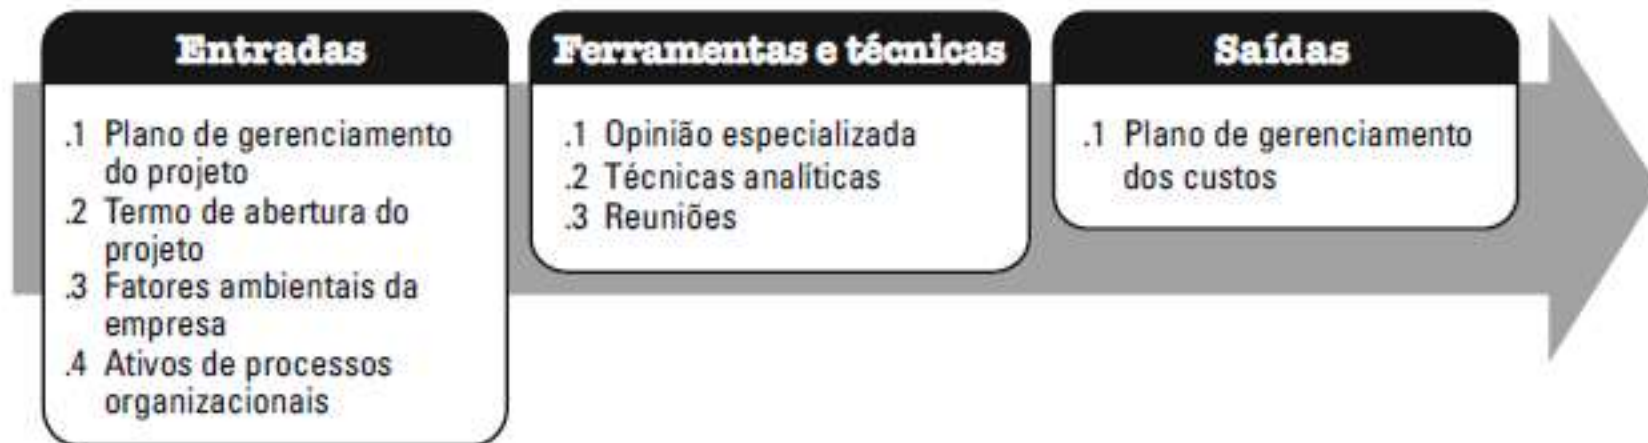 Entradas
.1 Plano de gerenciamento
do projeto
.2 Termo de abertura do
projeto
.3 Fatores ambientais da
empresa
.4 Ativos de processos
organizacionais
Ferramentas e técnicas
.1 Opinião especializada
.2 Técnicas analíticas
.3 Reuniões
Saídas
.1 Plano de gerenciamento
dos custos